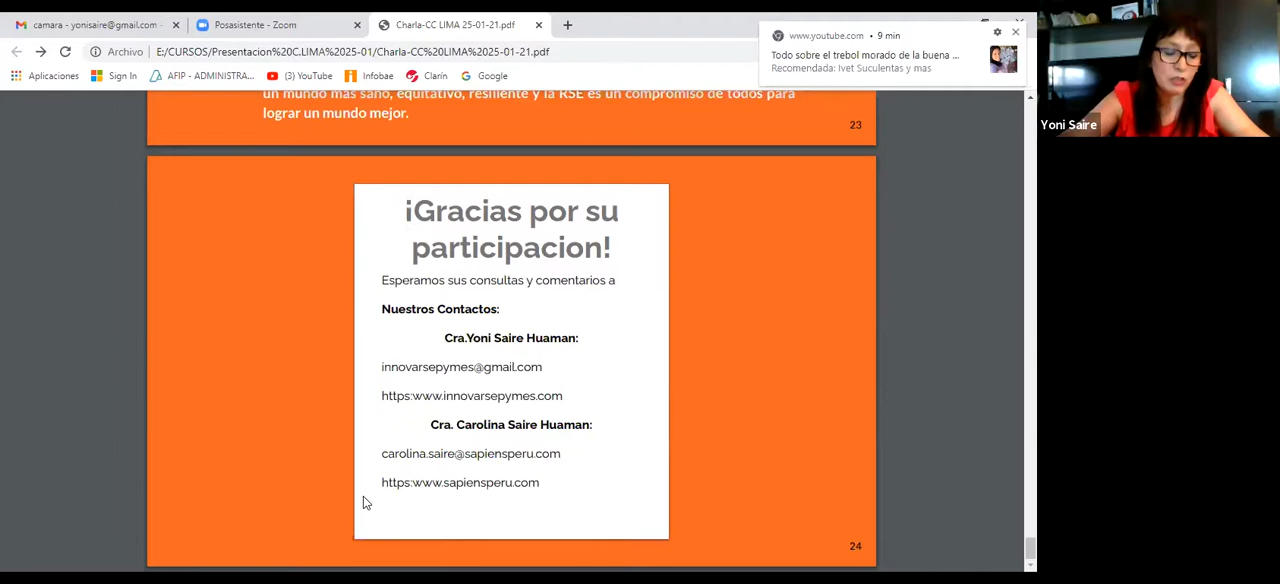 camara - yonisaire@gmail.com -
Posasistente - Zoom
Charla-CC LIMA 25-01-21.pdf
www.youtube.com • 9 min
Todo sobre el trebol morado de la buena ...
Recomendada: Ivet Suculentas y mas
Archivo
E:/CURSOS/Presentacion%20C.LIMA%2025-01/Charla-CC%20LIMA%2025-01-21.pdf
Aplicaciones
Sign In
AFIP - ADMINISTRA...
(3) YouTube
Infobae
Clarín
Google
un mundo más sano, equitativo, resiliente y la RSE es un compromiso de todos para
lograr un mundo mejor.
23
Yoni Saire
¡Gracias por su
participacion!
Esperamos sus consultas y comentarios a
Nuestros Contactos:
Cra.Yoni Saire Huaman:
innovarsepymes@gmail.com
https:www.innovarsepymes.com
Cra. Carolina Saire Huaman:
carolina.saire@sapiensperu.com
https:www.sapiensperu.com
24